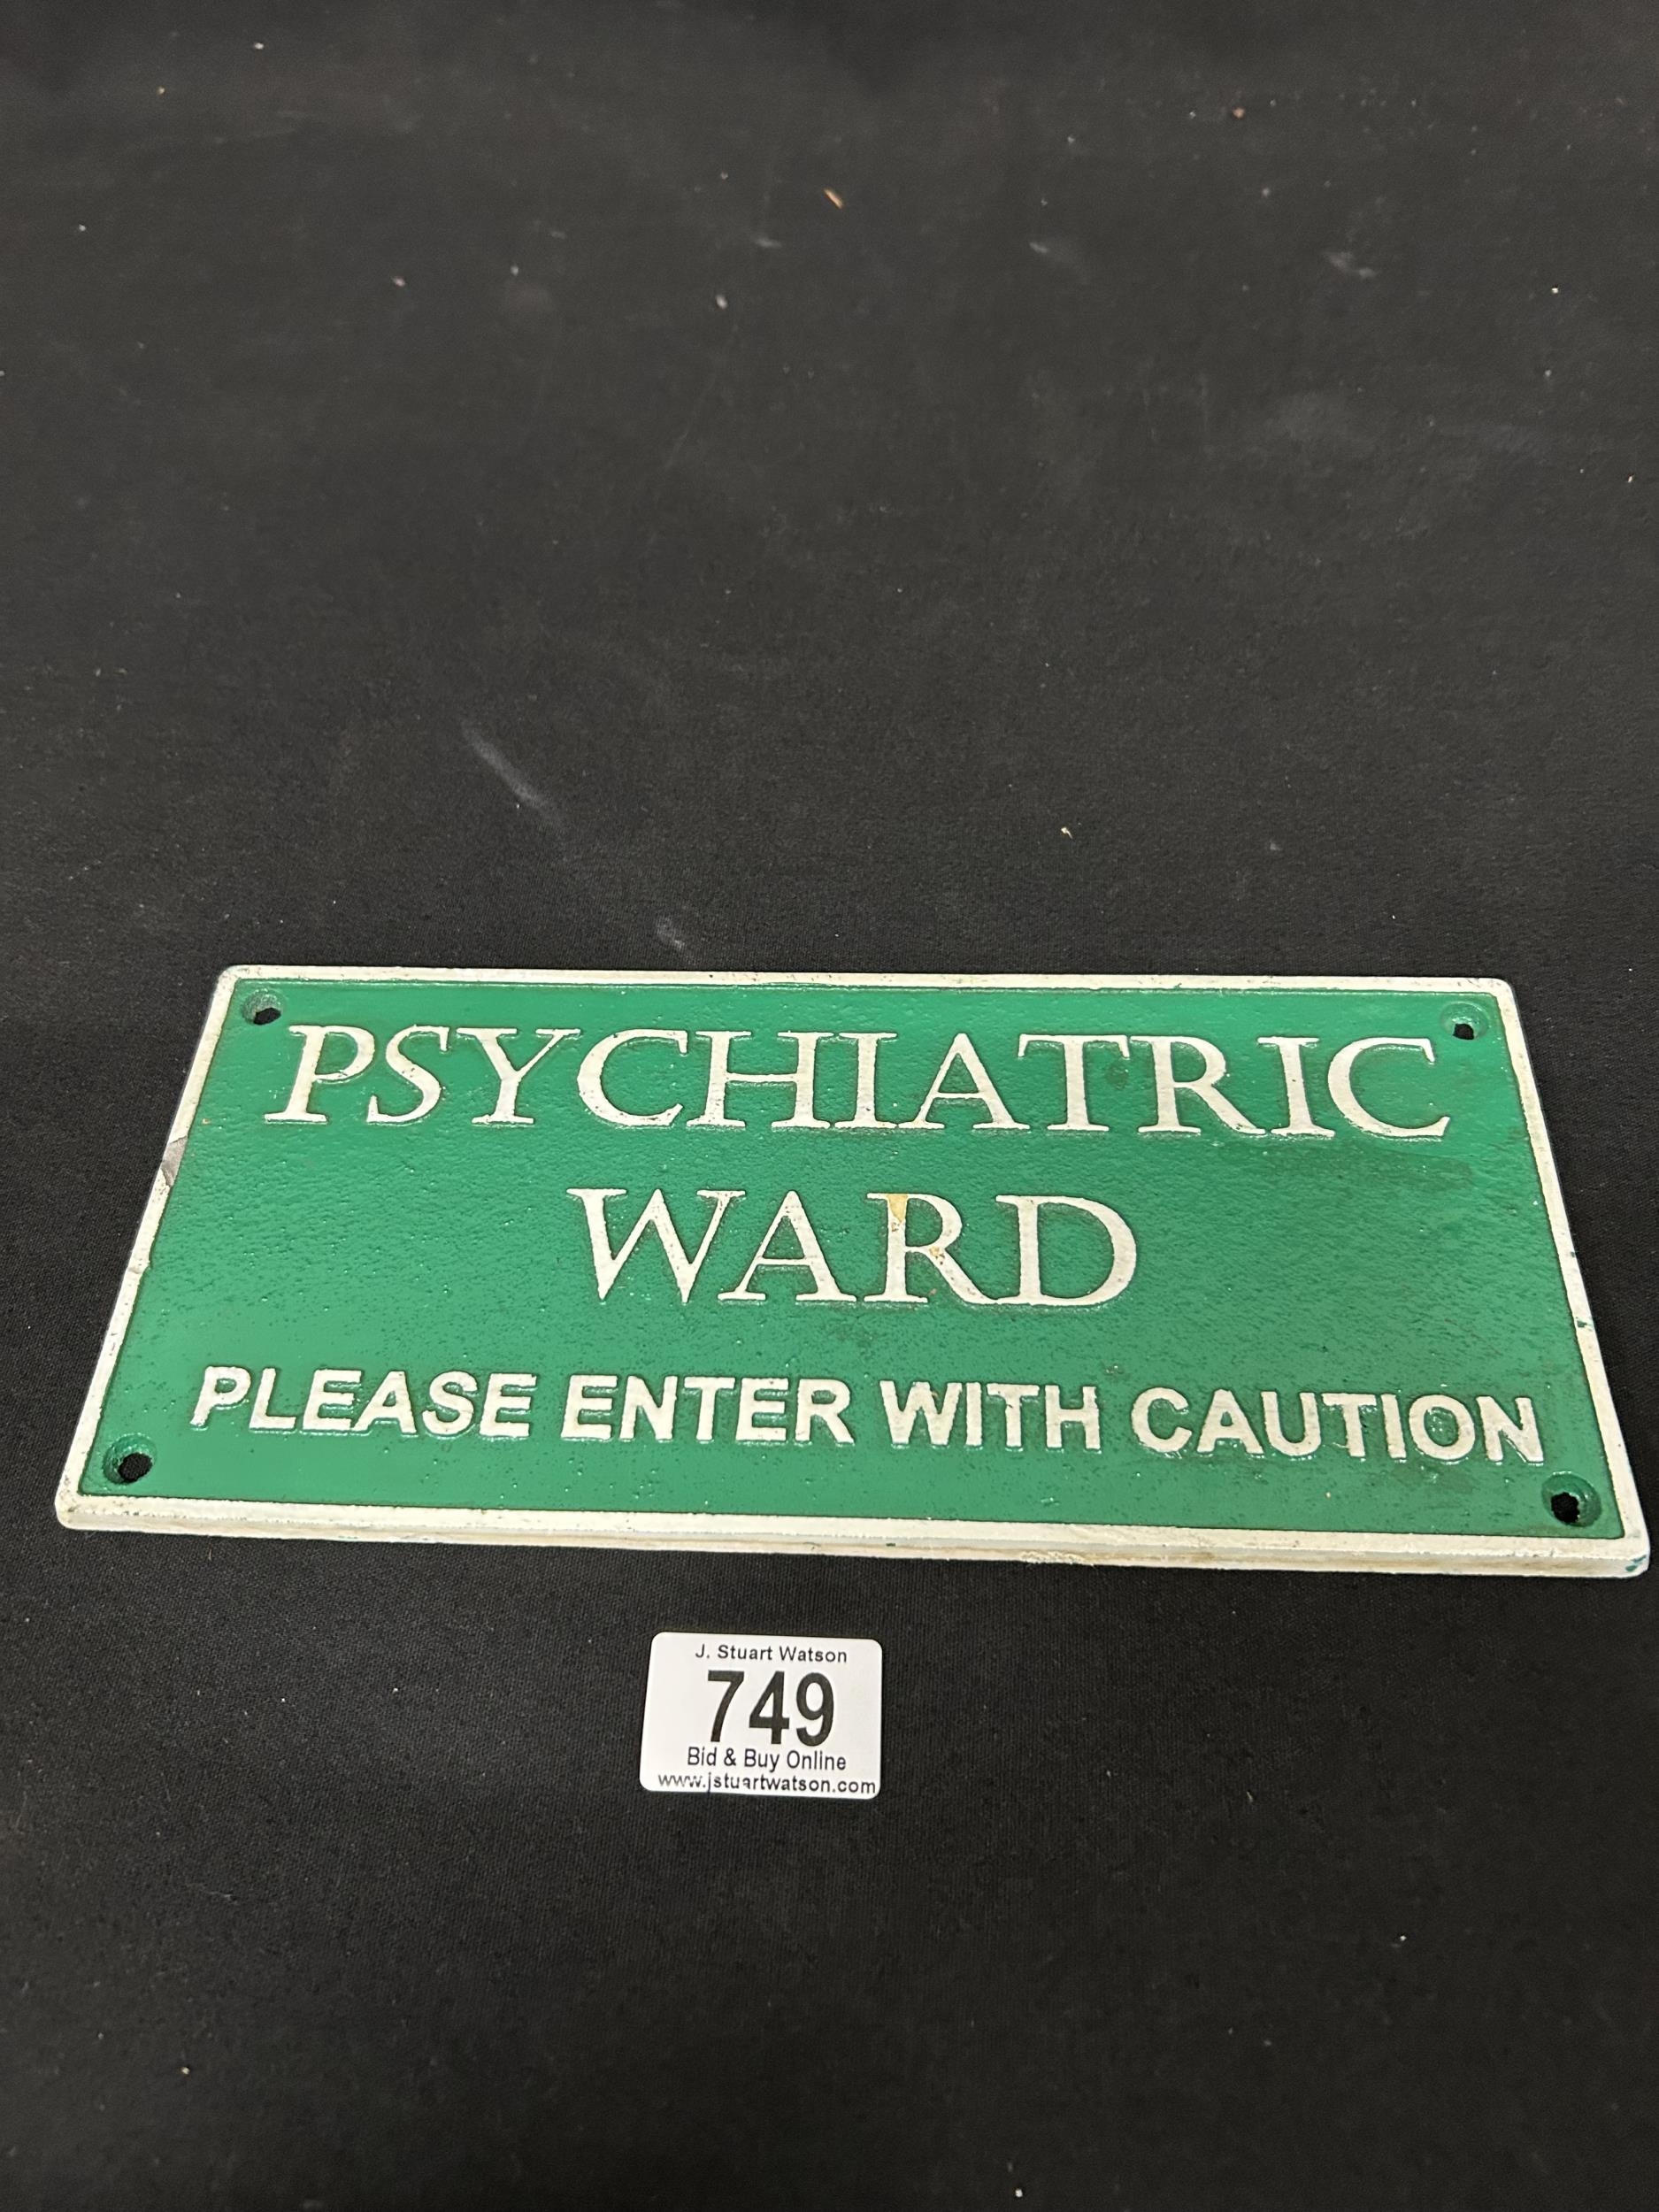 PSYCHIATRIC
WARD
PLEASE ENTER WITH CAUTION
J. Stuart Watson
749
Bid & Buy Online
www.jstuartwatson.com